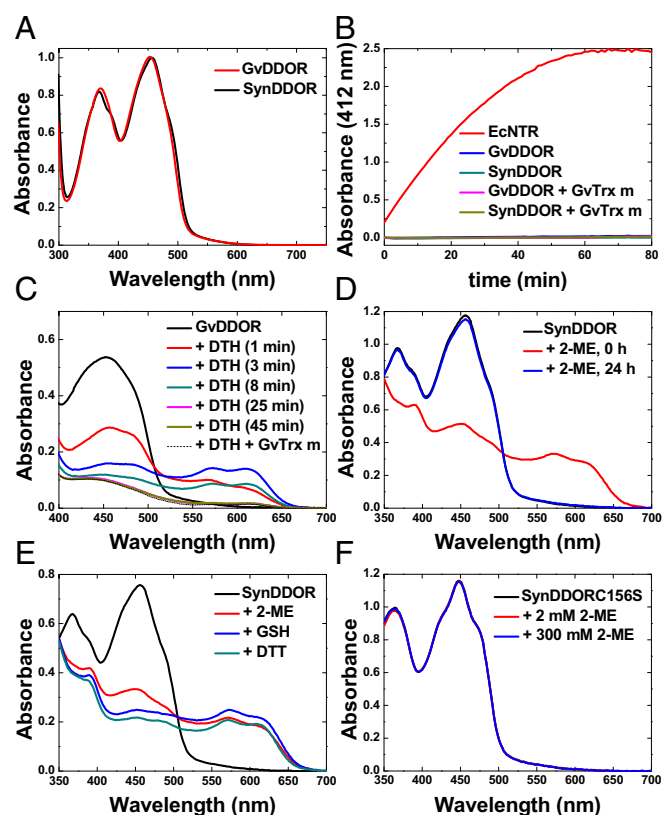 A
GvDDOR
SynDDOR
Absorbance
1.0
0.8
0.6
0.4
0.2
0.0
300 400 500 600 700
Wavelength (nm)
B
Absorbance (412 nm)
2.5
2.0
1.5
1.0
0.5
0.0
EcNTR
GvDDOR
SynDDOR
GvDDOR + GvTrx m
SynDDOR + GvTrx m
0 20 40 60 80
time (min)
C
Absorbance
0.6
0.4
0.2
0.0
GvDDOR
+ DTH (1 min)
+ DTH (3 min)
+ DTH (8 min)
+ DTH (25 min)
+ DTH (45 min)
+ DTH + GvTrx m
400 450 500 550 600 650 700
Wavelength (nm)
D
Absorbance
1.2
1.0
0.8
0.6
0.4
0.2
0.0
SynDDOR
+ 2-ME, 0 h
+ 2-ME, 24 h
350 400 450 500 550 600 650 700
Wavelength (nm)
E
Absorbance
0.8
0.6
0.4
0.2
0.0
SynDDOR
+ 2-ME
+ GSH
+ DTT
350 400 450 500 550 600 650 700
Wavelength (nm)
F
Absorbance
1.2
1.0
0.8
0.6
0.4
0.2
0.0
SynDDORC156S
+ 2 mM 2-ME
+ 300 mM 2-ME
350 400 450 500 550 600 650 700
Wavelength (nm)